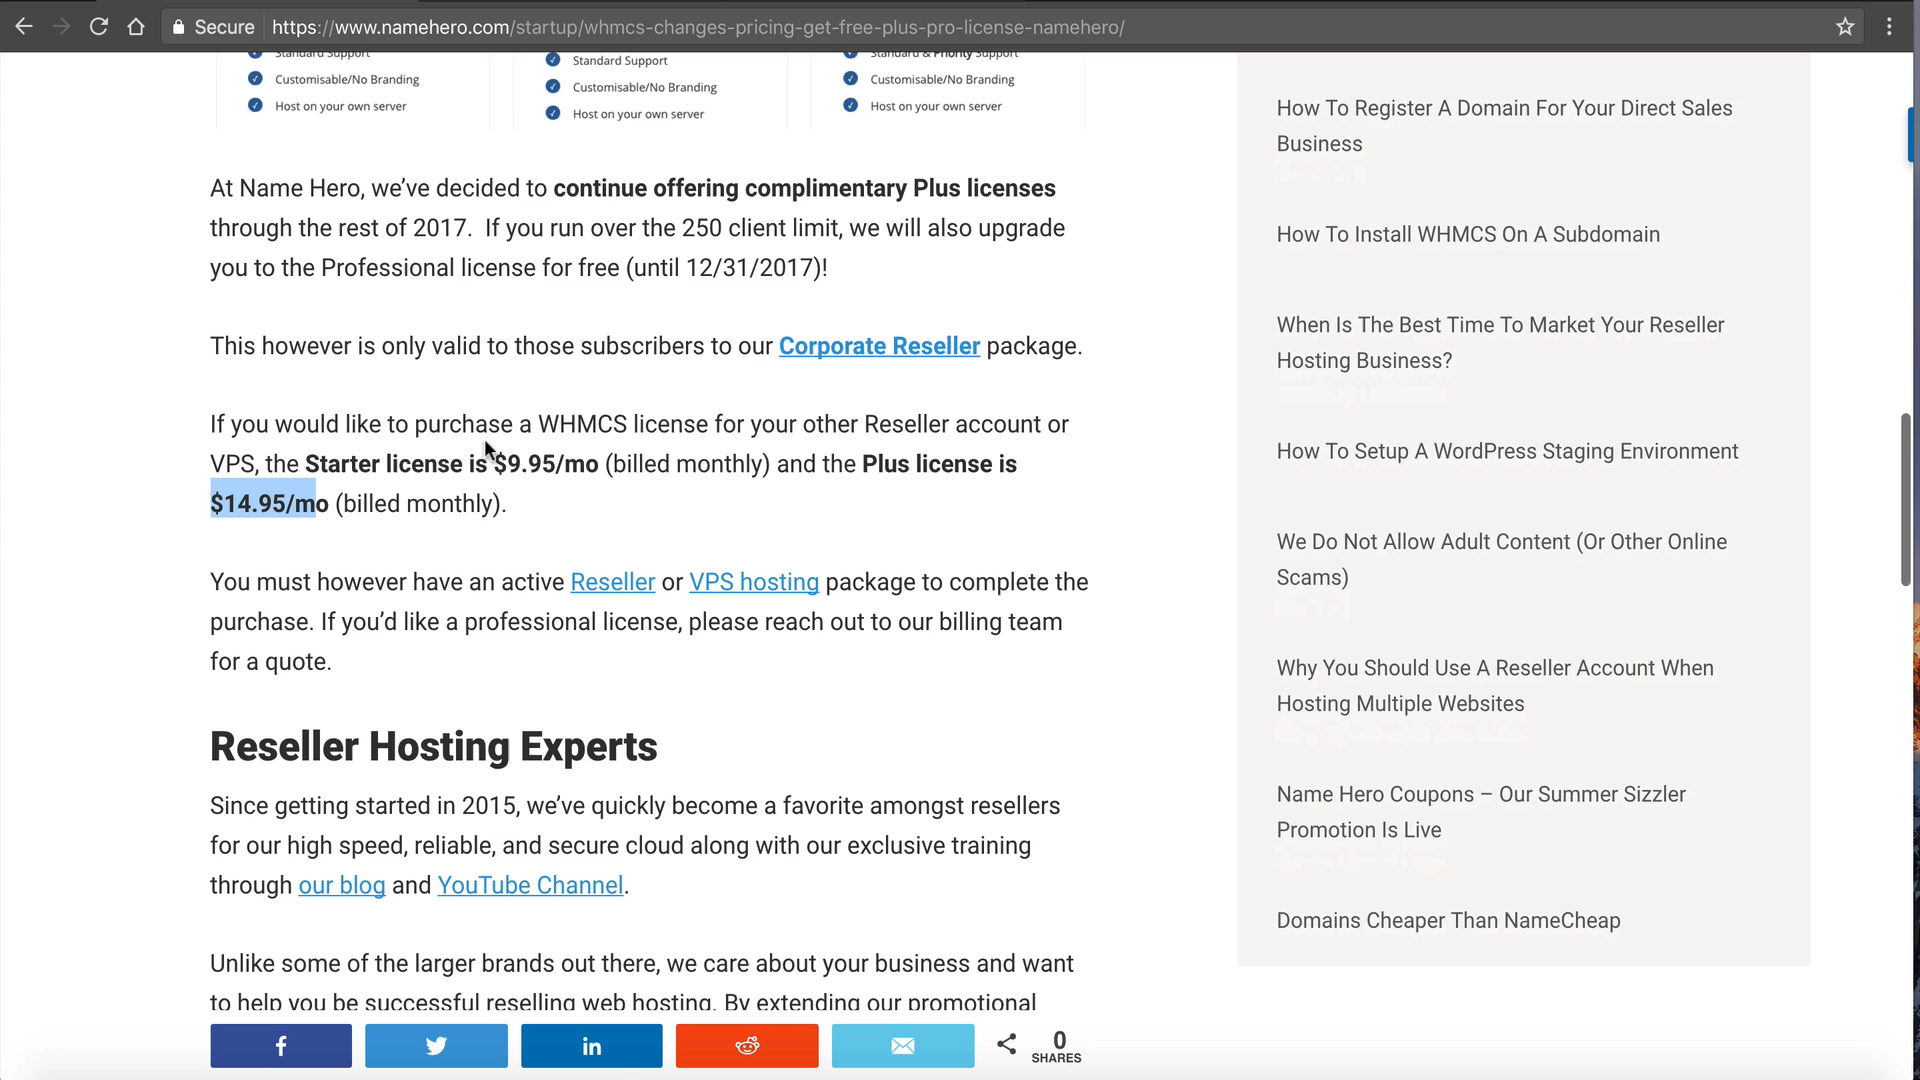 Secure https://www.namehero.com/startup/whmcs-changes-pricing-get-free-plus-pro-license-namehero/
Standard Support
Customisable/No Branding
Host on your own server
Standard Support
Customisable/No Branding
Host on your own server
Standard & Priority Support
Customisable/No Branding
Host on your own server
At Name Hero, we’ve decided to continue offering complimentary Plus licenses
through the rest of 2017. If you run over the 250 client limit, we will also upgrade
you to the Professional license for free (until 12/31/2017)!
This however is only valid to those subscribers to our Corporate Reseller package.
If you would like to purchase a WHMCS license for your other Reseller account or
VPS, the Starter license is $9.95/mo (billed monthly) and the Plus license is
$14.95/mo (billed monthly).
You must however have an active Reseller or VPS hosting package to complete the
purchase. If you’d like a professional license, please reach out to our billing team
for a quote.
Reseller Hosting Experts
Since getting started in 2015, we’ve quickly become a favorite amongst resellers
for our high speed, reliable, and secure cloud along with our exclusive training
through our blog and YouTube Channel.
Unlike some of the larger brands out there, we care about your business and want
to help you be successful reselling web hosting. By extending our promotional
0
SHARES
How To Register A Domain For Your Direct Sales
Business
How To Install WHMCS On A Subdomain
When Is The Best Time To Market Your Reseller
Hosting Business?
How To Setup A WordPress Staging Environment
We Do Not Allow Adult Content (Or Other Online
Scams)
Why You Should Use A Reseller Account When
Hosting Multiple Websites
Name Hero Coupons – Our Summer Sizzler
Promotion Is Live
Domains Cheaper Than NameCheap